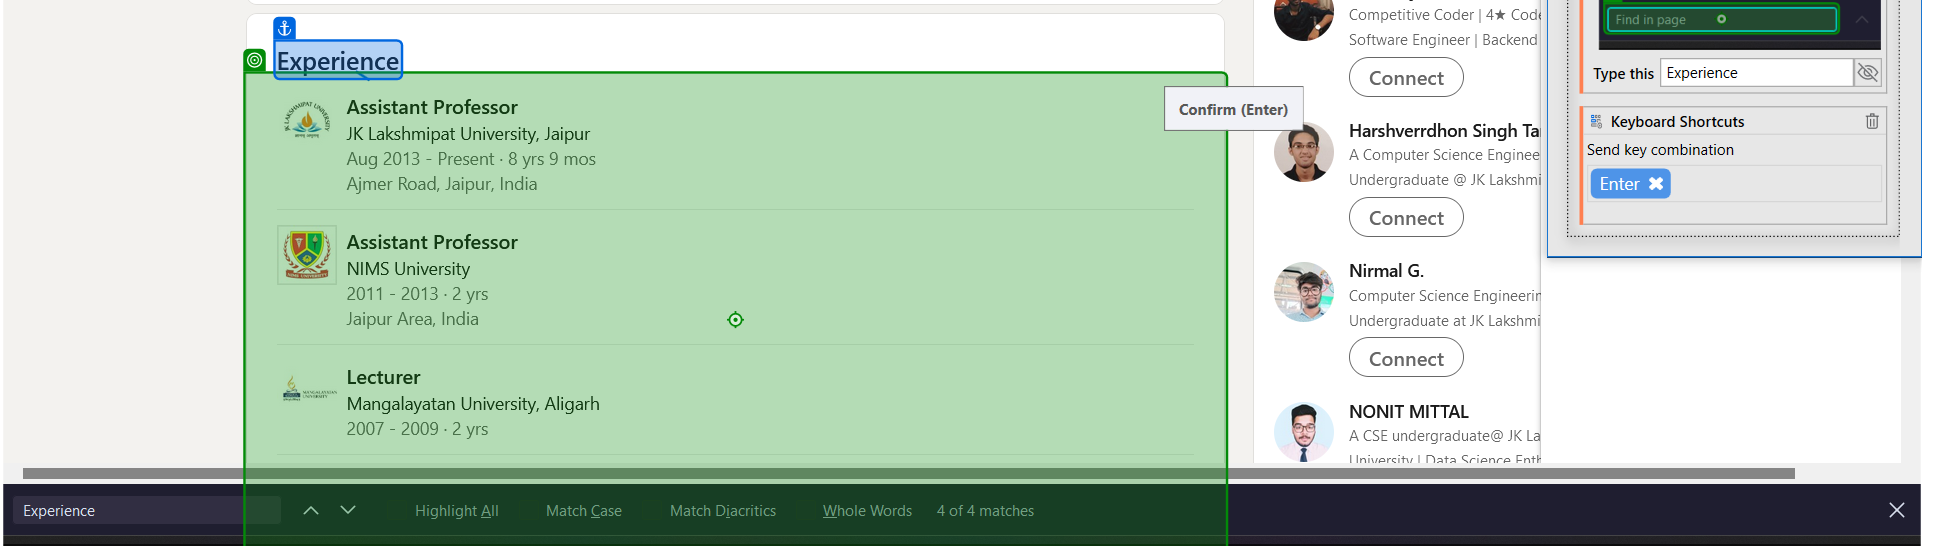 Experience
Assistant Professor
JK Lakshmipat University, Jaipur
Aug 2013 - Present · 8 yrs 9 mos
Ajmer Road, Jaipur, India
Assistant Professor
NIMS University
2011 - 2013 · 2 yrs
Jaipur Area, India
Lecturer
Mangalayatan University, Aligarh
2007 - 2009 · 2 yrs
Confirm (Enter)
Competitive Coder | 4★ Code
Software Engineer | Backend
Connect
Harshverrdhon Singh Ta
A Computer Science Enginee
Undergraduate @ JK Lakshmi
Connect
Nirmal G.
Computer Science Engineerin
Undergraduate at JK Lakshmi
Connect
NONIT MITTAL
A CSE undergraduate@ JK La
University | Data Science Enth
Find in page
Type this Experience
Keyboard Shortcuts
Send key combination
Enter
Experience Highlight All Match Case Match Diacritics Whole Words 4 of 4 matches